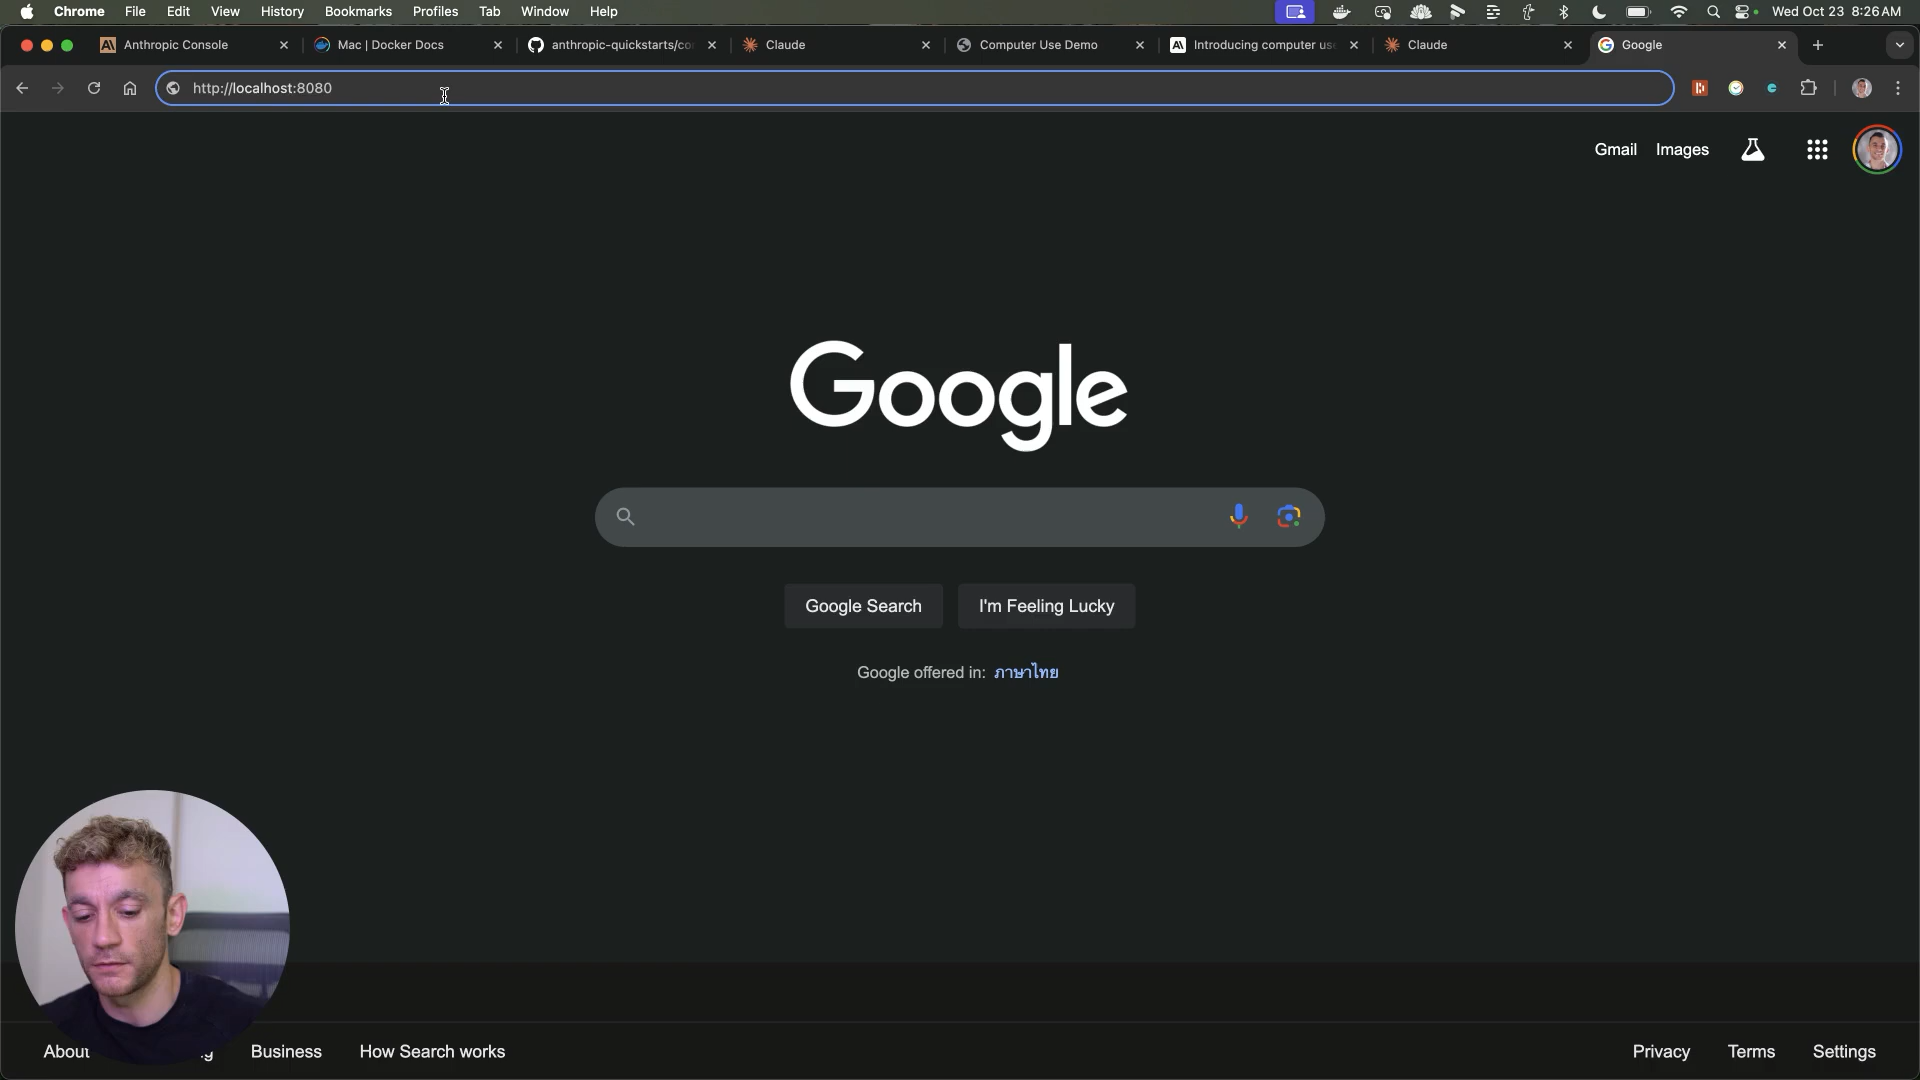 Chrome File Edit View History Bookmarks Profiles Tab Window Help Wed Oct 23 8:26 AM
Anthropic Console Mac | Docker Docs anthropic-quickstarts/co Claude Computer Use Demo Introducing computer us Claude Google
http://localhost:8080
Gmail Images
Google
Google Search I'm Feeling Lucky
Google offered in: ภาษาไทย
About Business How Search works Privacy Terms Settings